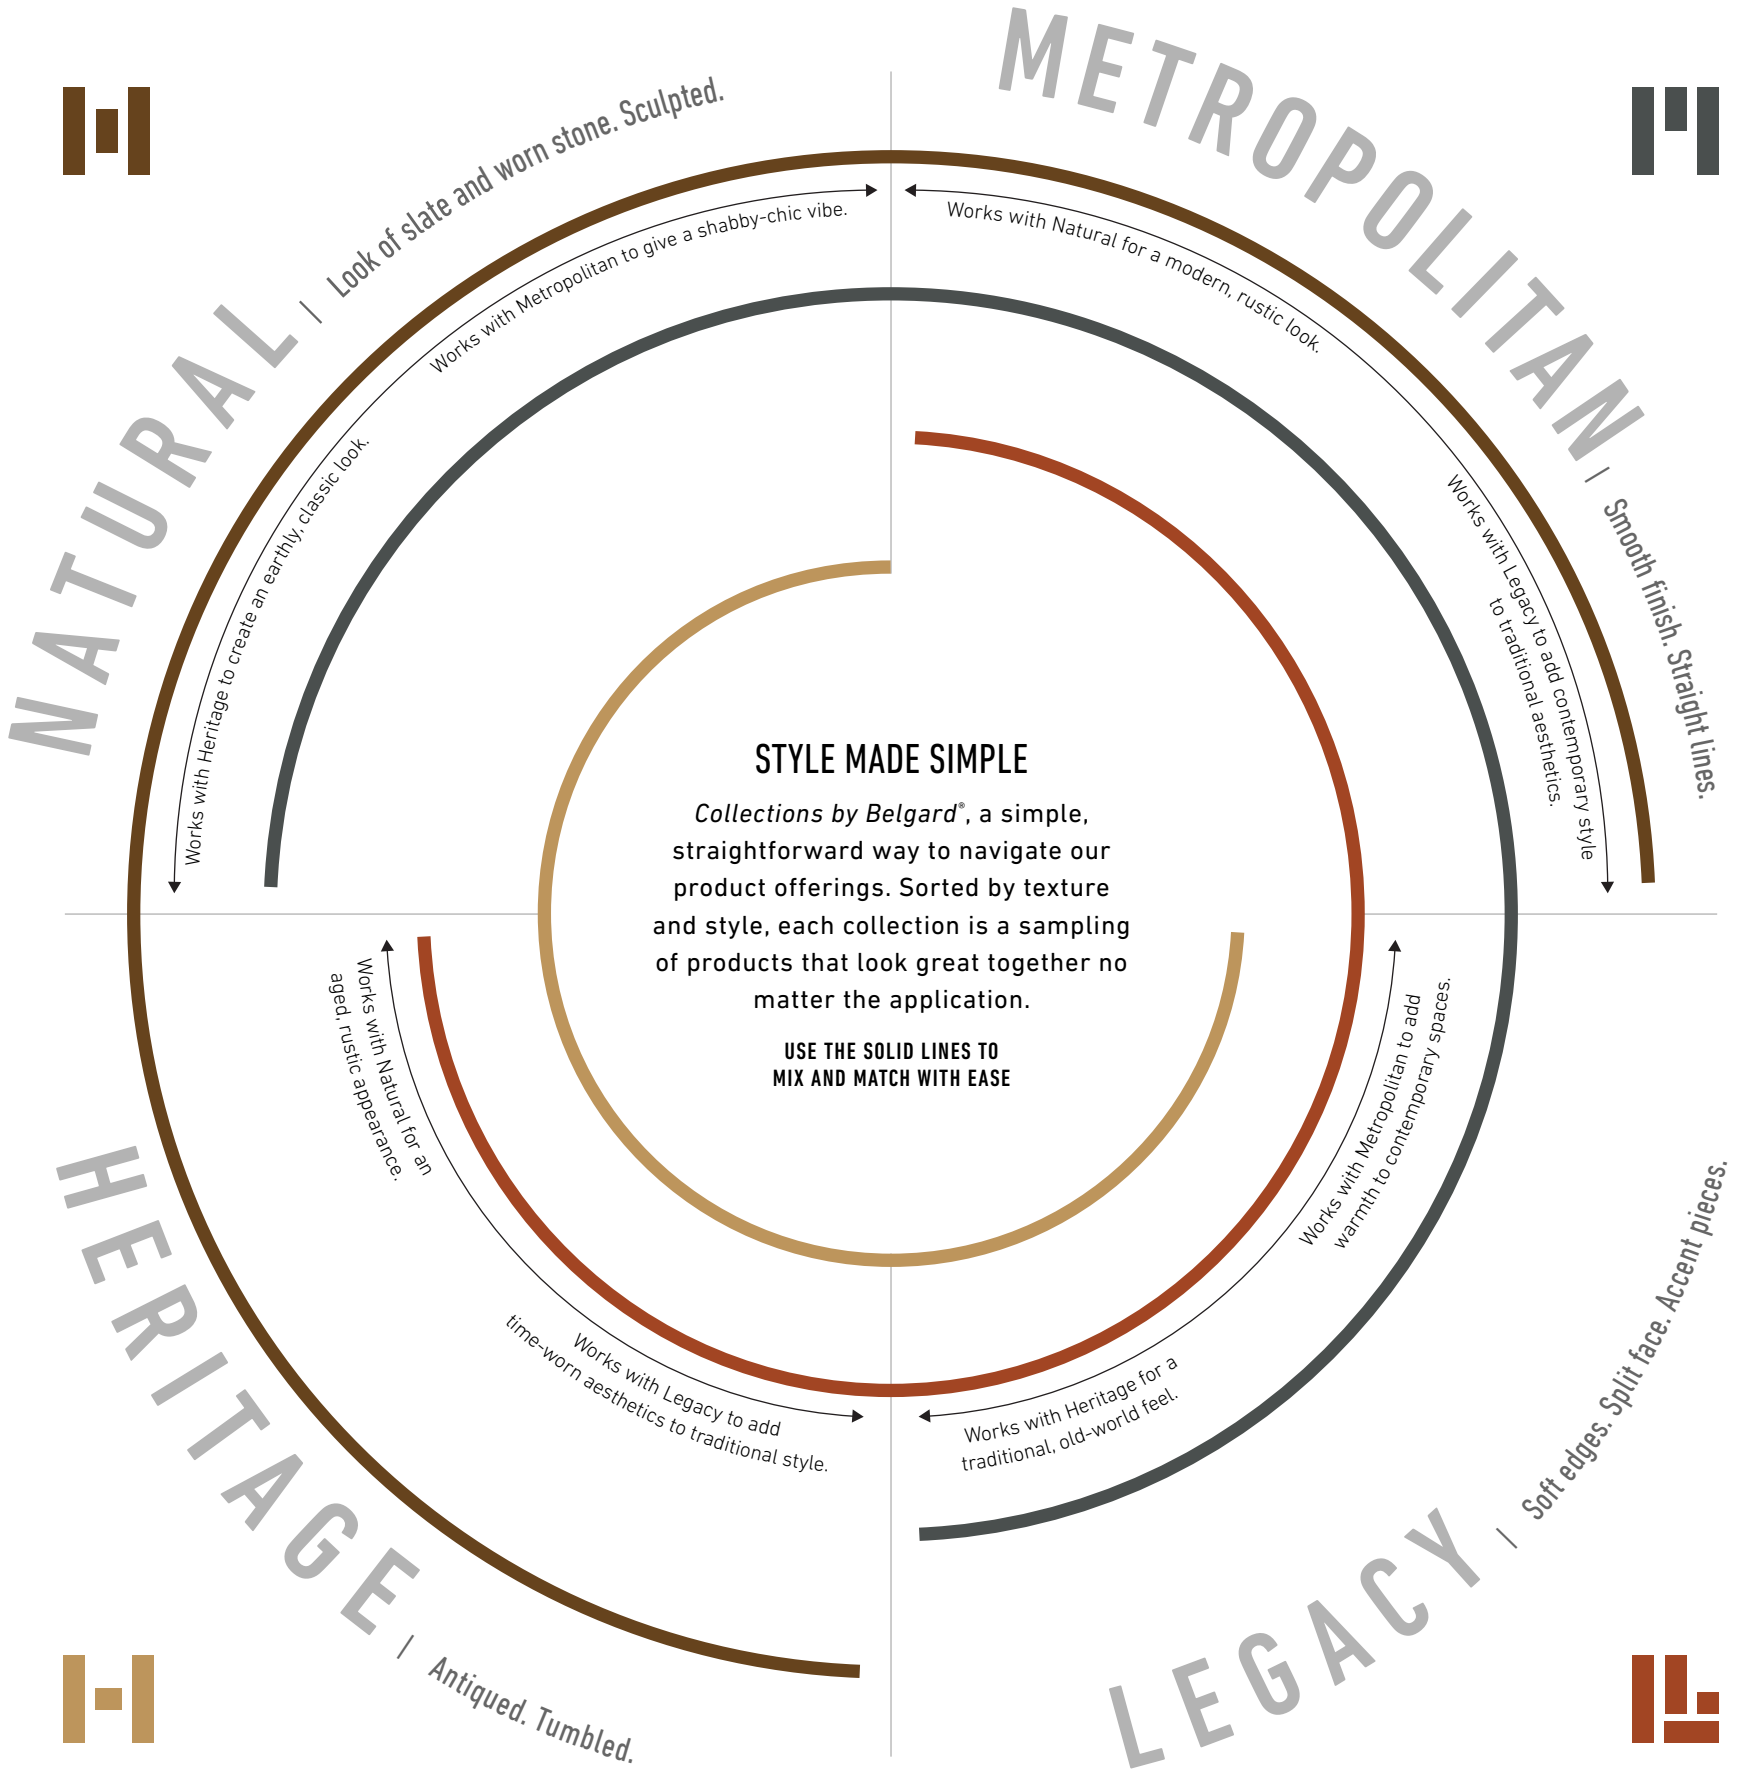 NATURAL | Look of slate and worn stone. Sculpted.
Works with Heritage to create an earthly, classic look.
Works with Metropolitan to give a shabby-chic vibe.
METROPOLITAN | Smooth finish. Straight lines.
Works with Natural for a modern, rustic look.
Works with Legacy to add contemporary style
to traditional aesthetics.
STYLE MADE SIMPLE
Collections by Belgard®, a simple,
straightforward way to navigate our
product offerings. Sorted by texture
and style, each collection is a sampling
of products that look great together no
matter the application.
USE THE SOLID LINES TO
MIX AND MATCH WITH EASE
HERITAGE | Antiqued. Tumbled.
Works with Natural for an
aged, rustic appearance.
Works with Legacy to add
time-worn aesthetics to traditional style.
LEGACY | Soft edges. Split face. Accent pieces.
Works with Heritage for a
traditional, old-world feel.
Works with Metropolitan to add
warmth to contemporary spaces.